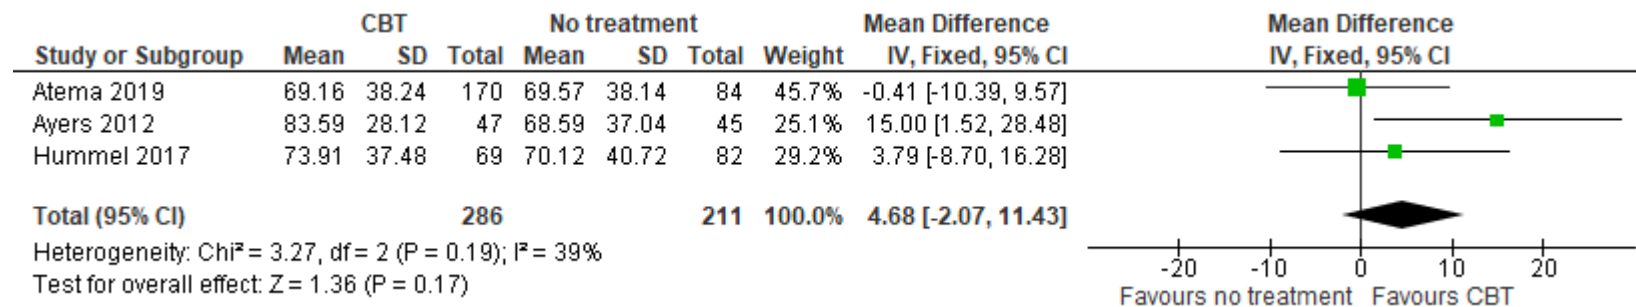 CBT No treatment Mean Difference Mean Difference
Study or Subgroup Mean SD Total Mean SD Total Weight IV, Fixed, 95% CI IV, Fixed, 95% CI
Atema 2019 69.16 38.24 170 69.57 38.14 84 45.7% -0.41 [-10.39, 9.57]
Ayers 2012 83.59 28.12 47 68.59 37.04 45 25.1% 15.00 [1.52, 28.48]
Hummel 2017 73.91 37.48 69 70.12 40.72 82 29.2% 3.79 [-8.70, 16.28]
Total (95% CI) 286 211 100.0% 4.68 [-2.07, 11.43]
Heterogeneity: Chi² = 3.27, df = 2 (P = 0.19); I² = 39%
Test for overall effect: Z = 1.36 (P = 0.17)
-20 -10 0 10 20
Favours no treatment Favours CBT